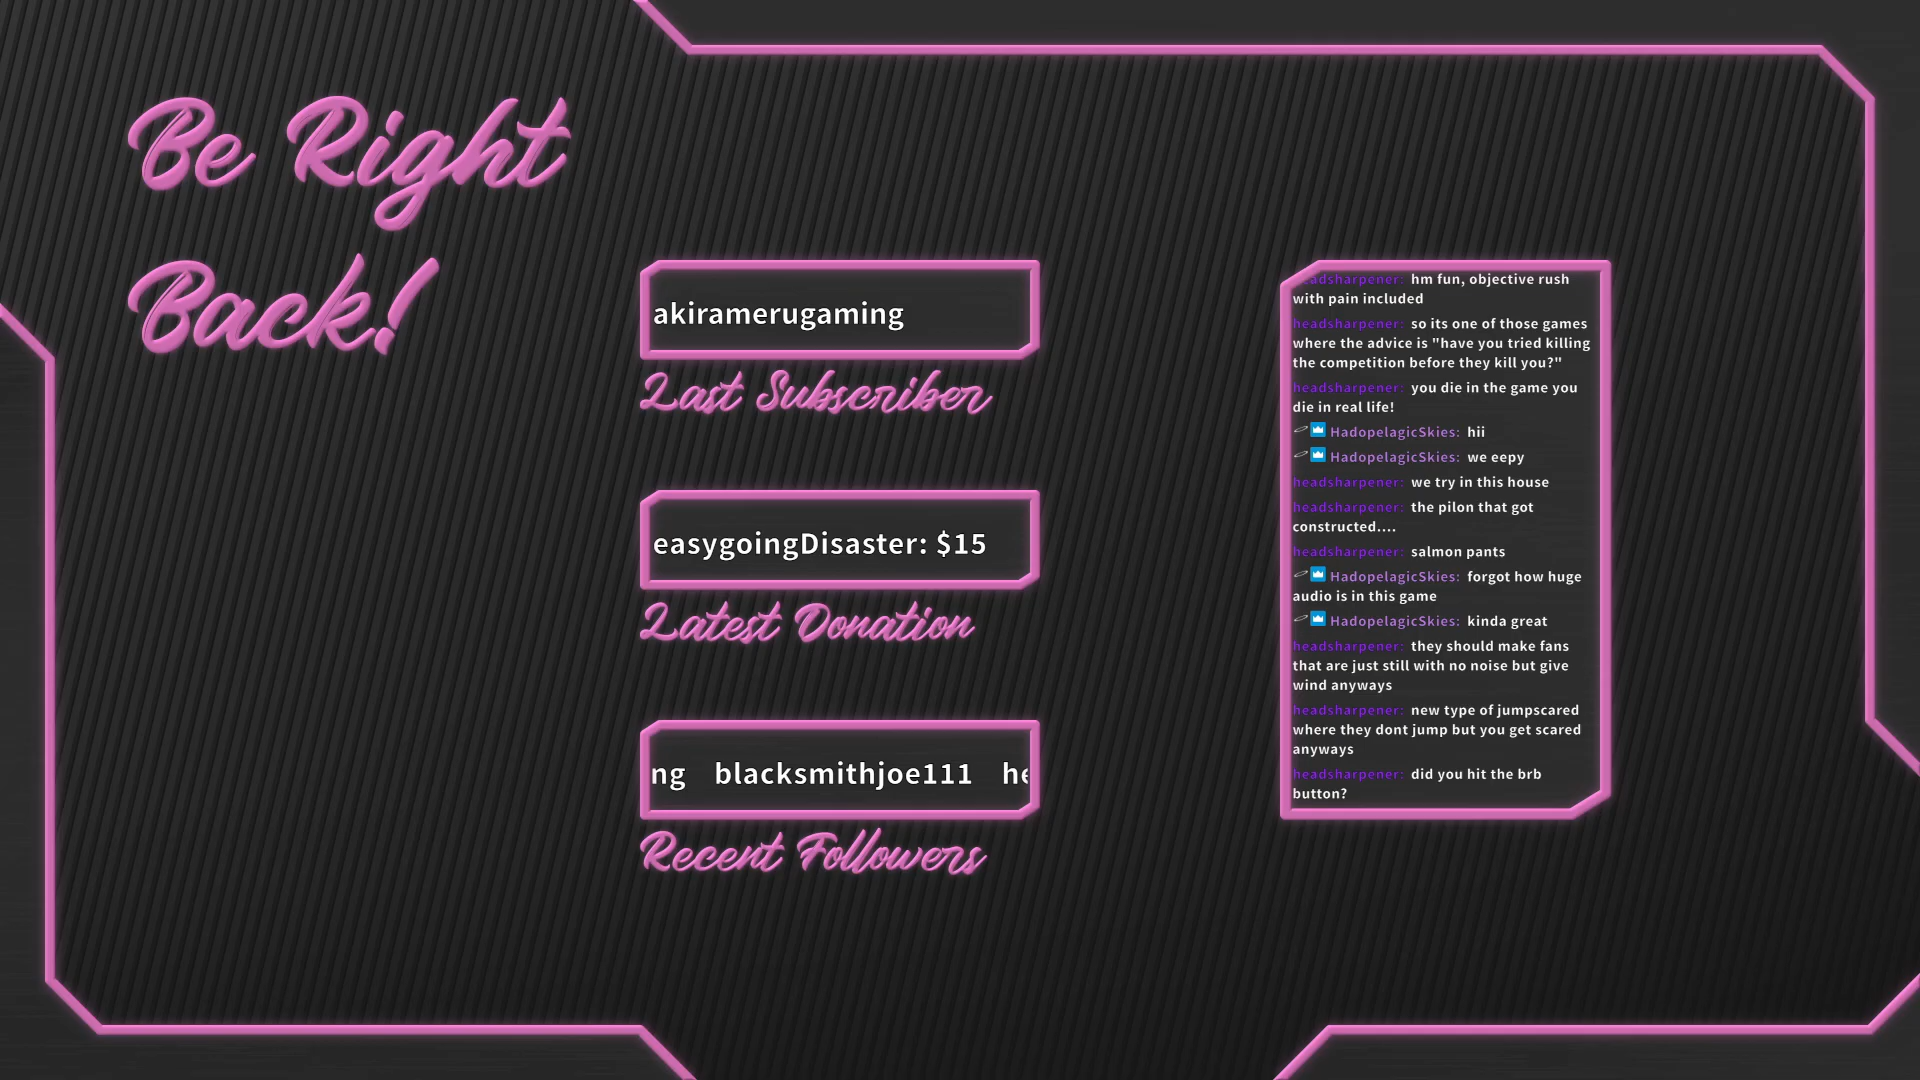 Be Right
Back!
akiramerugaming
Last Subscriber
easygoingDisaster: $15
Latest Donation
ng blacksmithjoe111 he
Recent Followers
headsharpener: hm fun, objective rush
with pain included
headsharpener: so its one of those games
where the advice is "have you tried killing
the competition before they kill you?"
headsharpener: you die in the game you
die in real life!
HadopelagicSkies: hii
HadopelagicSkies: we eepy
headsharpener: we try in this house
headsharpener: the pilon that got
constructed....
headsharpener: salmon pants
HadopelagicSkies: forgot how huge
audio is in this game
HadopelagicSkies: kinda great
headsharpener: they should make fans
that are just still with no noise but give
wind anyways
headsharpener: new type of jumpscared
where they dont jump but you get scared
anyways
headsharpener: did you hit the brb
button?